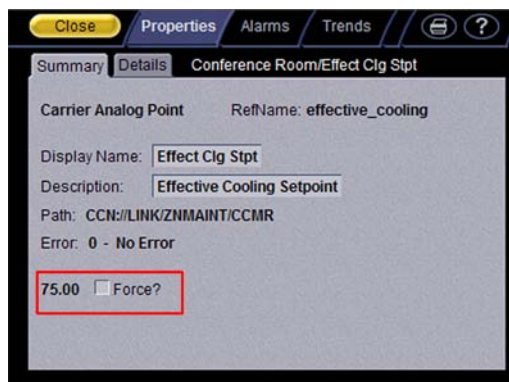 Close Properties Alarms Trends ?
Summary Details Conference Room/Effect Clg Stpt
Carrier Analog Point RefName: effective_cooling
Display Name: Effect Clg Stpt
Description: Effective Cooling Setpoint
Path: CCN://LINK/ZNMAINT/CCMR
Error: 0 - No Error
75.00 Force?